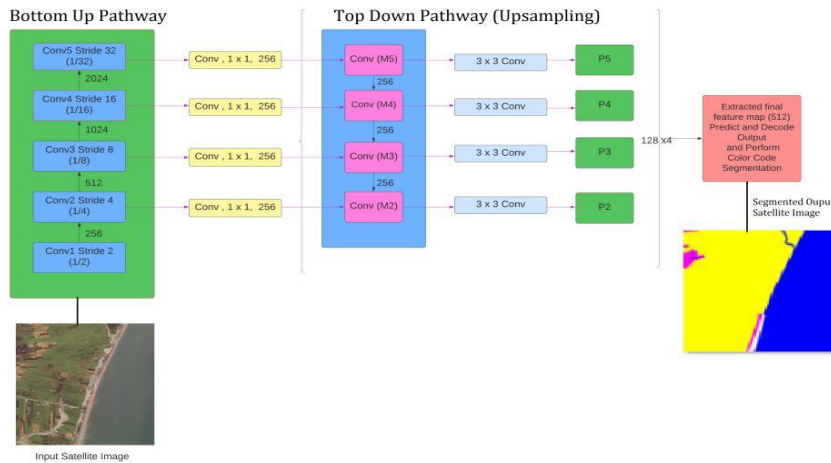 Bottom Up Pathway
Top Down Pathway (Upsampling)
Conv5 Stride 32
(1/32)
2024
Conv4 Stride 16
(1/16)
1024
Conv3 Stride 8
(1/8)
512
Conv2 Stride 4
(1/4)
256
Conv1 Stride 2
(1/2)
Conv , 1 x 1, 256
Conv , 1 x 1, 256
Conv , 1 x 1, 256
Conv , 1 x 1, 256
Conv (M5)
256
Conv (M4)
256
Conv (M3)
256
Conv (M2)
3 x 3 Conv
3 x 3 Conv
3 x 3 Conv
3 x 3 Conv
P5
P4
P3
P2
128 x4
Extracted final
feature map (512)
Predict and Decode
Output
and Perform
Color Code
Segmentation
Segmented Ouput
Satellite Image
Input Satellite Image